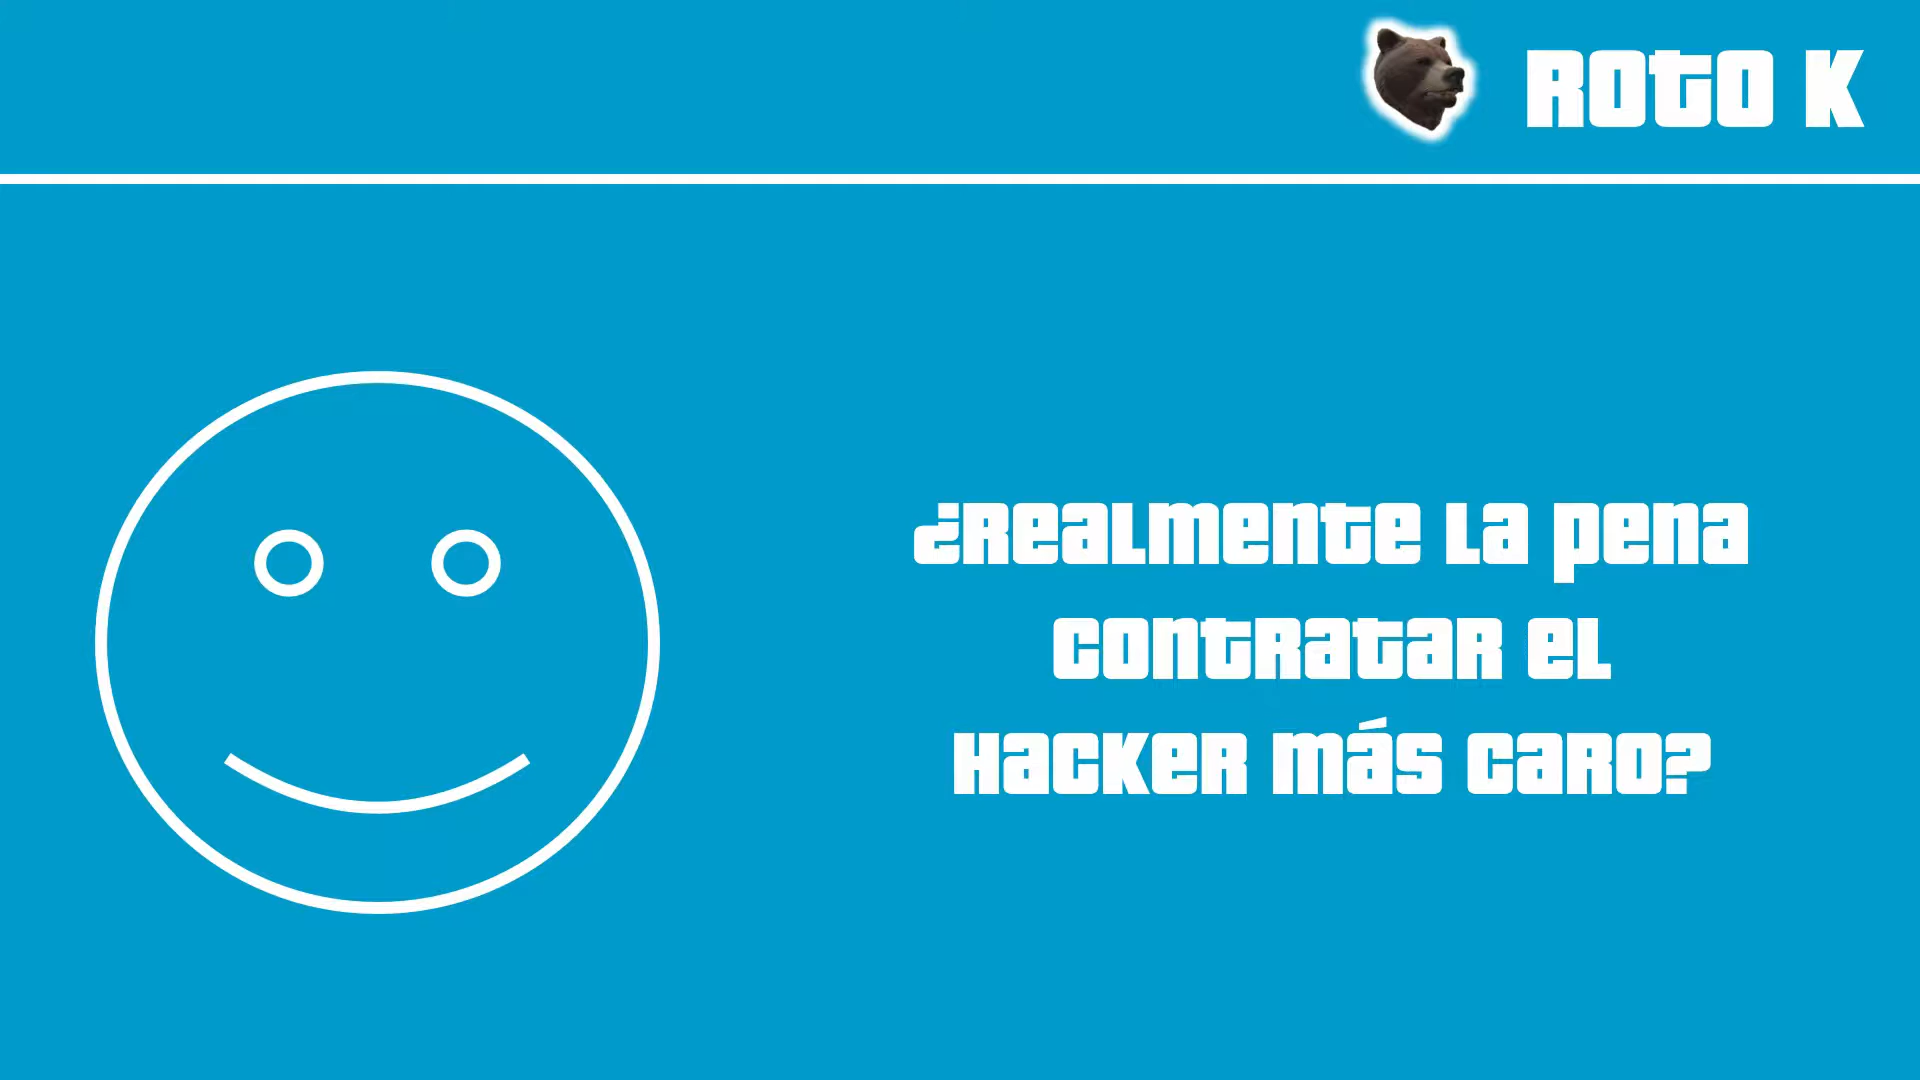 Roto K
¿Realmente la pena
contratar el
hacker más caro?